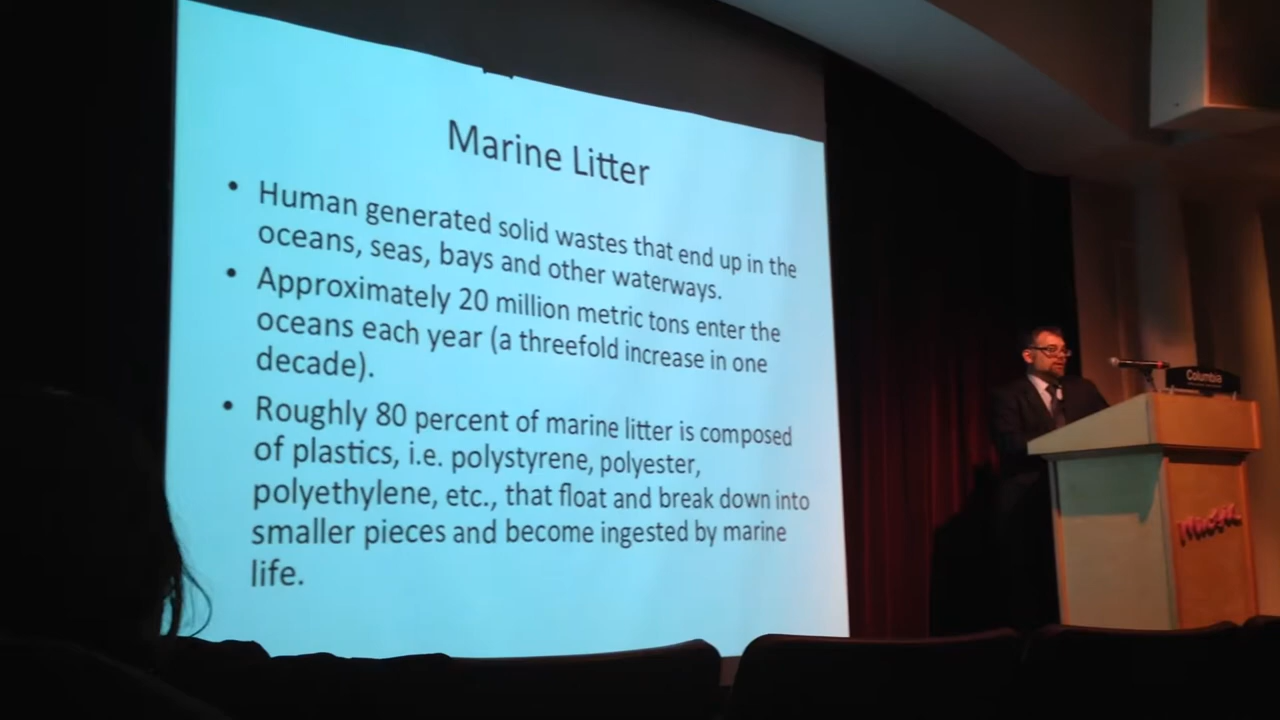 Marine Litter
• Human generated solid wastes that end up in the
oceans, seas, bays and other waterways.
• Approximately 20 million metric tons enter the
oceans each year (a threefold increase in one
decade).
• Roughly 80 percent of marine litter is composed
of plastics, i.e. polystyrene, polyester,
polyethylene, etc., that float and break down into
smaller pieces and become ingested by marine
life.
Columbia